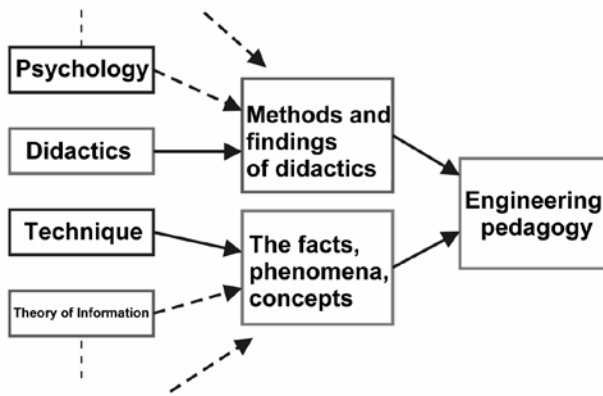 Psychology
Didactics
Technique
Theory of Information
Methods and
findings
of didactics
The facts,
phenomena,
concepts
Engineering
pedagogy